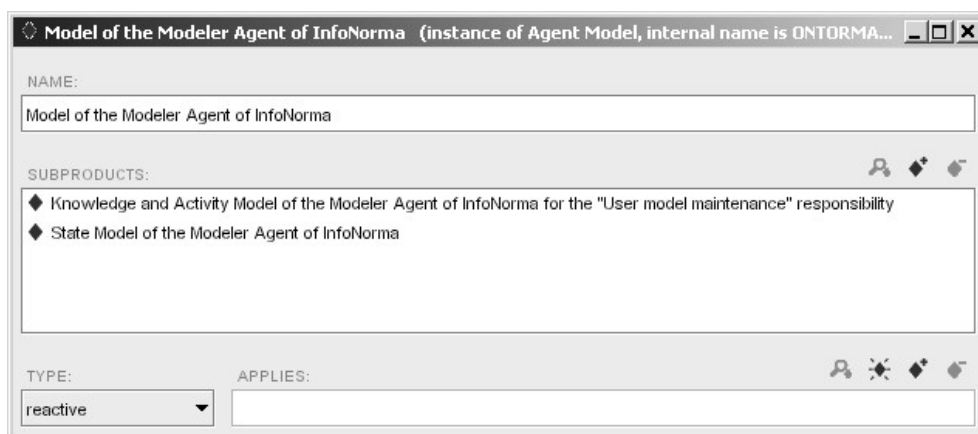 Model of the Modeler Agent of InfoNorma (instance of Agent Model, internal name is ONTORMA...
NAME:
Model of the Modeler Agent of InfoNorma
SUBPRODUCTS:
Knowledge and Activity Model of the Modeler Agent of InfoNorma for the "User model maintenance" responsibility
State Model of the Modeler Agent of InfoNorma
TYPE:
APPLIES:
reactive